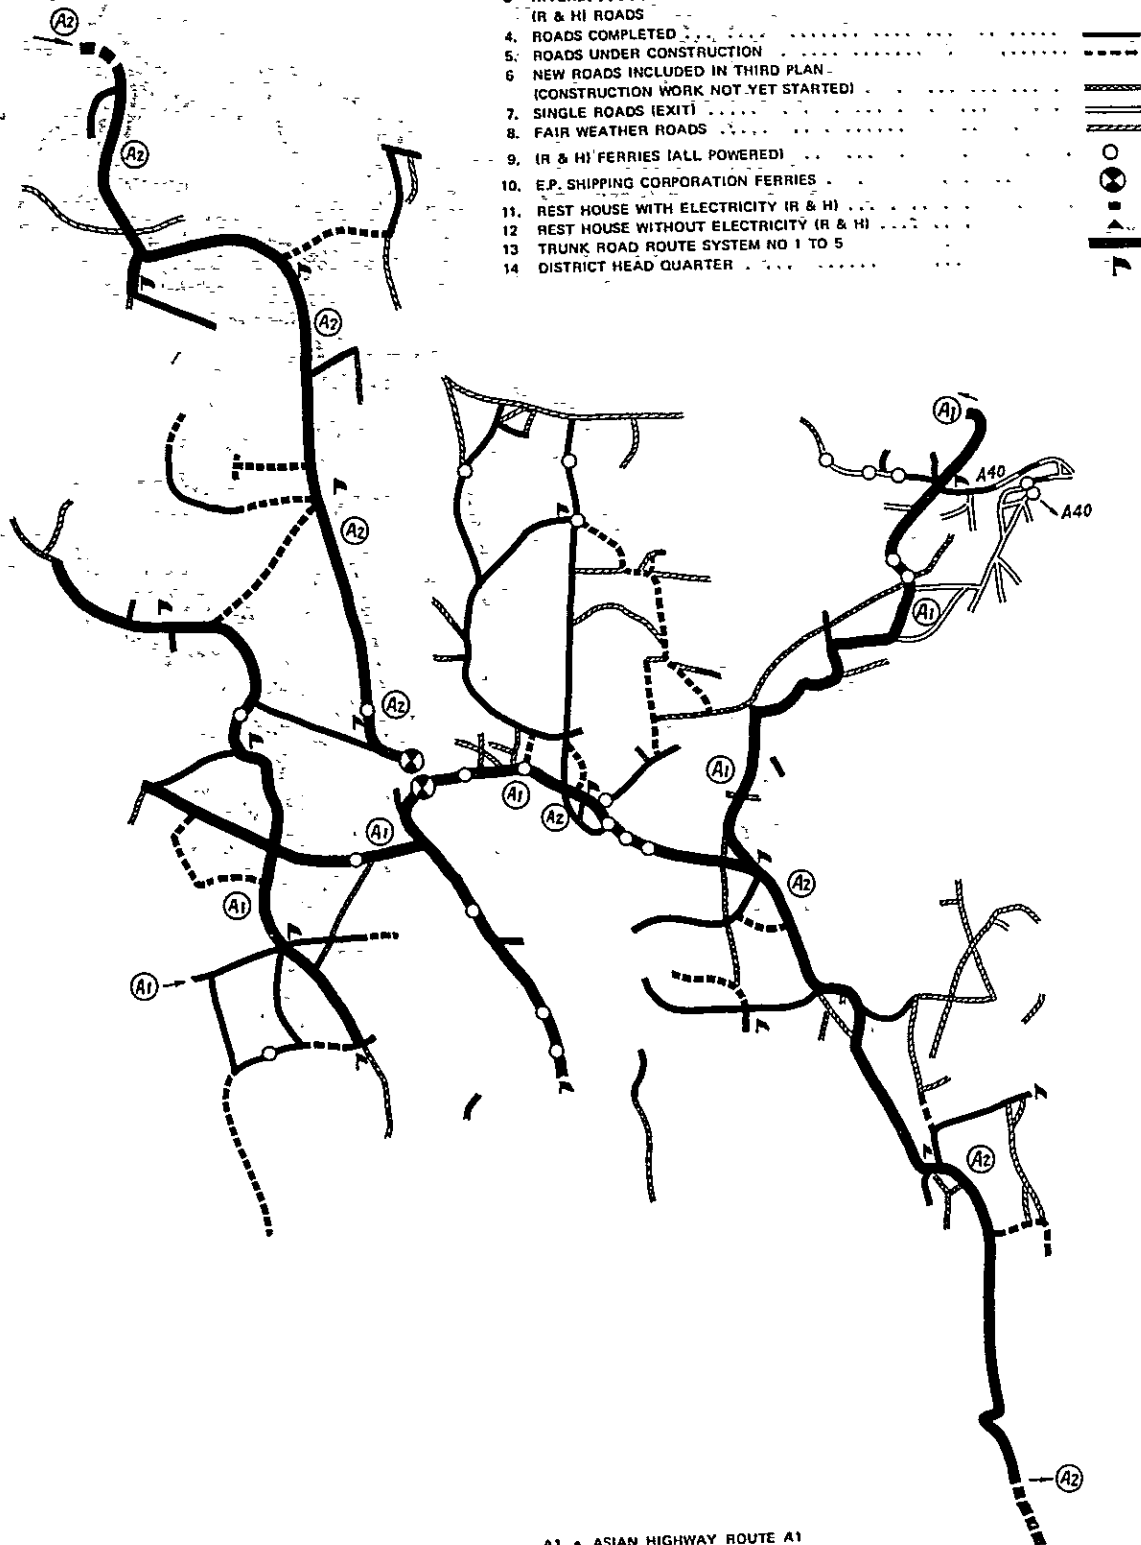 (R & H) ROADS
4. ROADS COMPLETED
5. ROADS UNDER CONSTRUCTION
6 NEW ROADS INCLUDED IN THIRD PLAN
(CONSTRUCTION WORK NOT YET STARTED)
7. SINGLE ROADS (EXIT)
8. FAIR WEATHER ROADS
9. (R & H) FERRIES (ALL POWERED)
10. E.P. SHIPPING CORPORATION FERRIES
11. REST HOUSE WITH ELECTRICITY (R & H)
12 REST HOUSE WITHOUT ELECTRICITY (R & H)
13 TRUNK ROAD ROUTE SYSTEM NO 1 TO 5
14 DISTRICT HEAD QUARTER
A2
A2
A2
A1
A40
A40
A2
A1
A2
A1
A1
A2
A1
A2
A1
A1
A2
A2
A1 • ASIAN HIGHWAY ROUTE A1